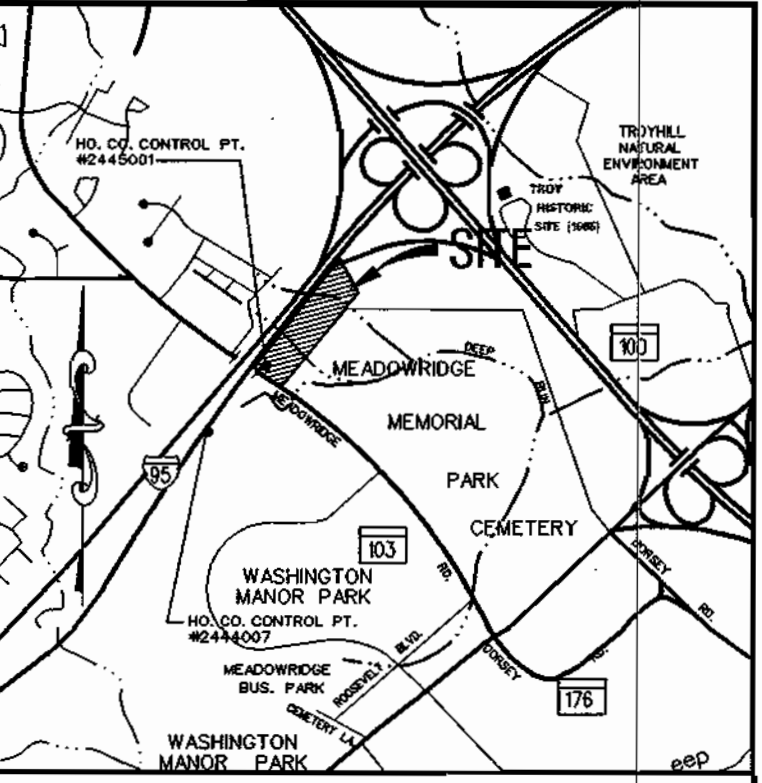 HO. CO. CONTROL PT.
#2445001
TROYHILL
NATURAL
ENVIRONMENT
AREA
TROY
HISTORIC
SITE
SITE
100
DEEP
RUN
MEADOWRIDGE
MEMORIAL
PARK
CEMETERY
MEADOWRIDGE
RD.
95
103
WASHINGTON
MANOR PARK
HO. CO. CONTROL PT.
#2444007
DORSEY
RD.
MEADOWRIDGE
BUS. PARK
ROOSEVELT BLVD.
DORSEY
RD.
176
CEMETERY LA.
WASHINGTON
MANOR PARK
eep